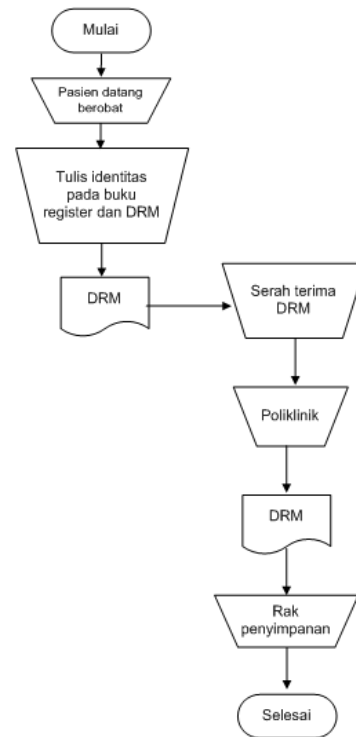 Mulai
Pasien datang
berobat
Tulis identitas
pada buku
register dan DRM
DRM
Serah terima
DRM
Poliklinik
DRM
Rak
penyimpanan
Selesai